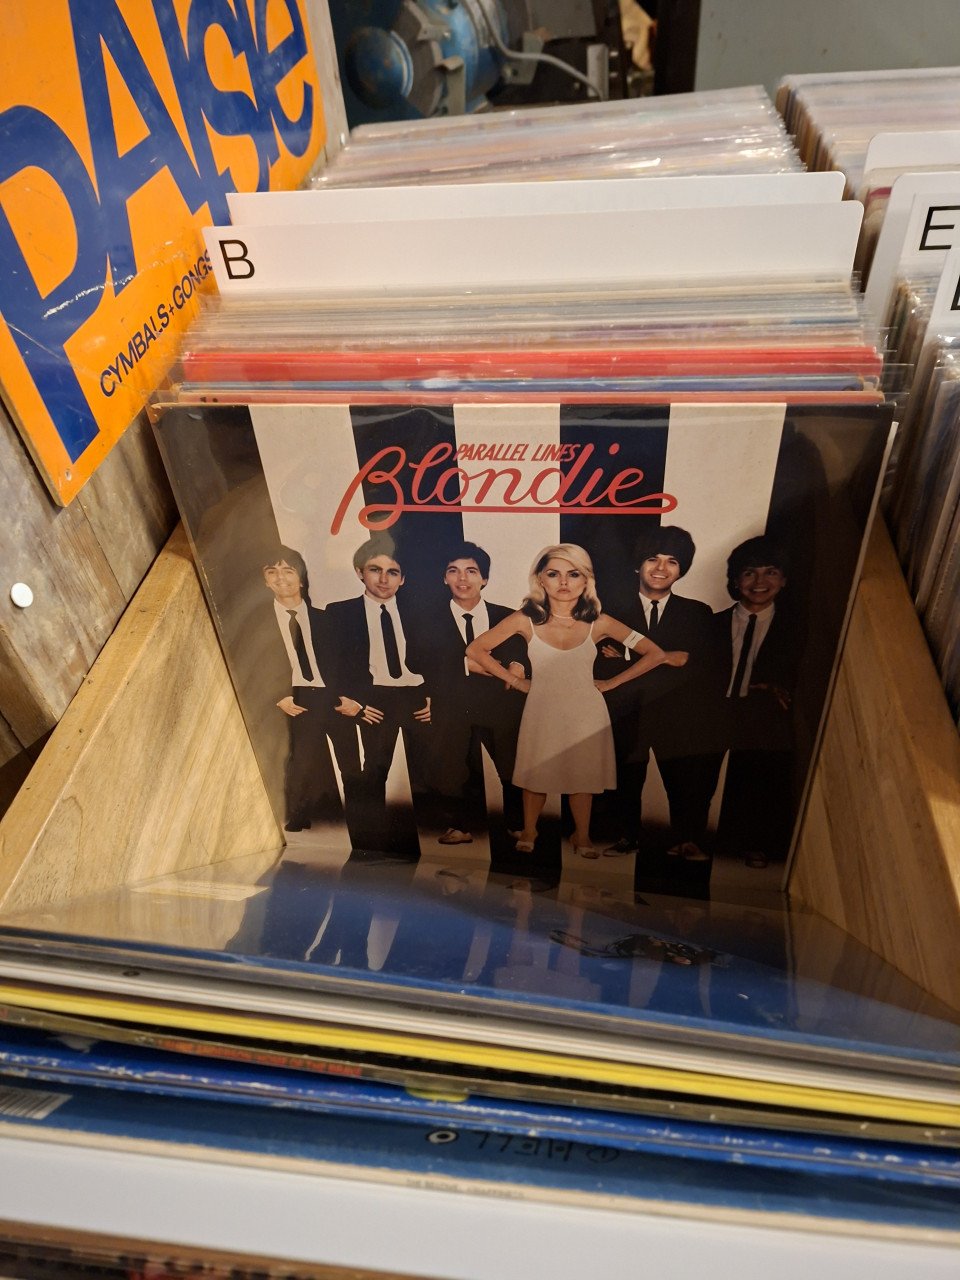 PAiSTe
CYMBALS+GONGS
B
E
PARALLEL LINES
Blondie